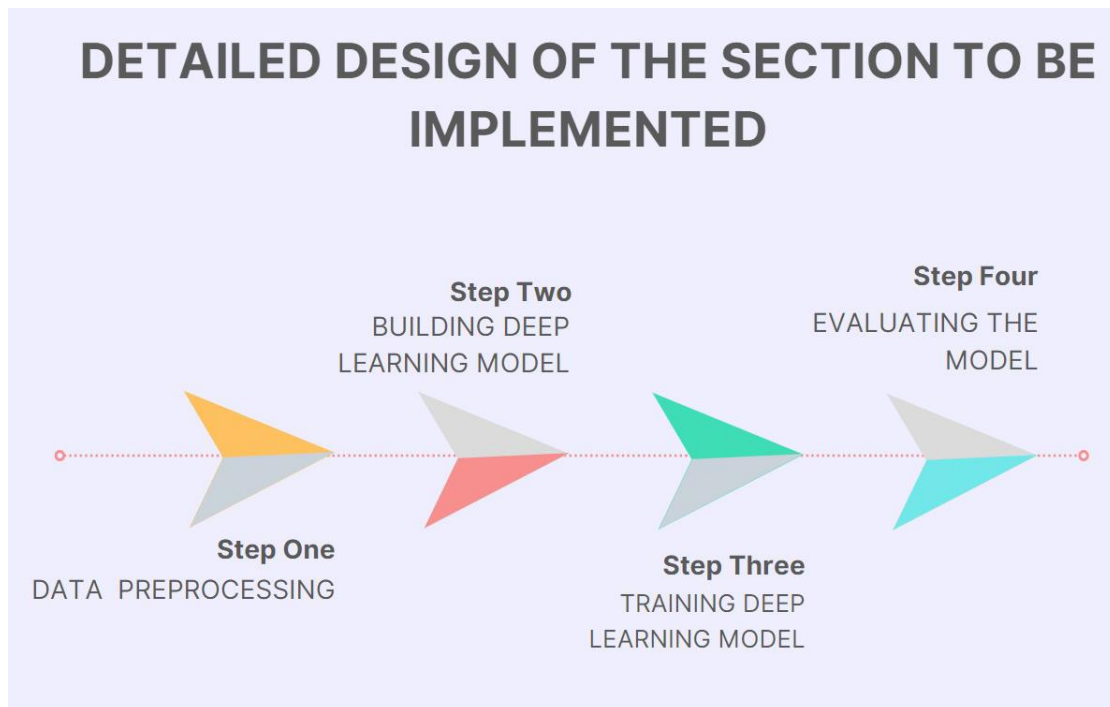 DETAILED DESIGN OF THE SECTION TO BE
IMPLEMENTED
Step One
DATA PREPROCESSING
Step Two
BUILDING DEEP
LEARNING MODEL
Step Three
TRAINING DEEP
LEARNING MODEL
Step Four
EVALUATING THE
MODEL